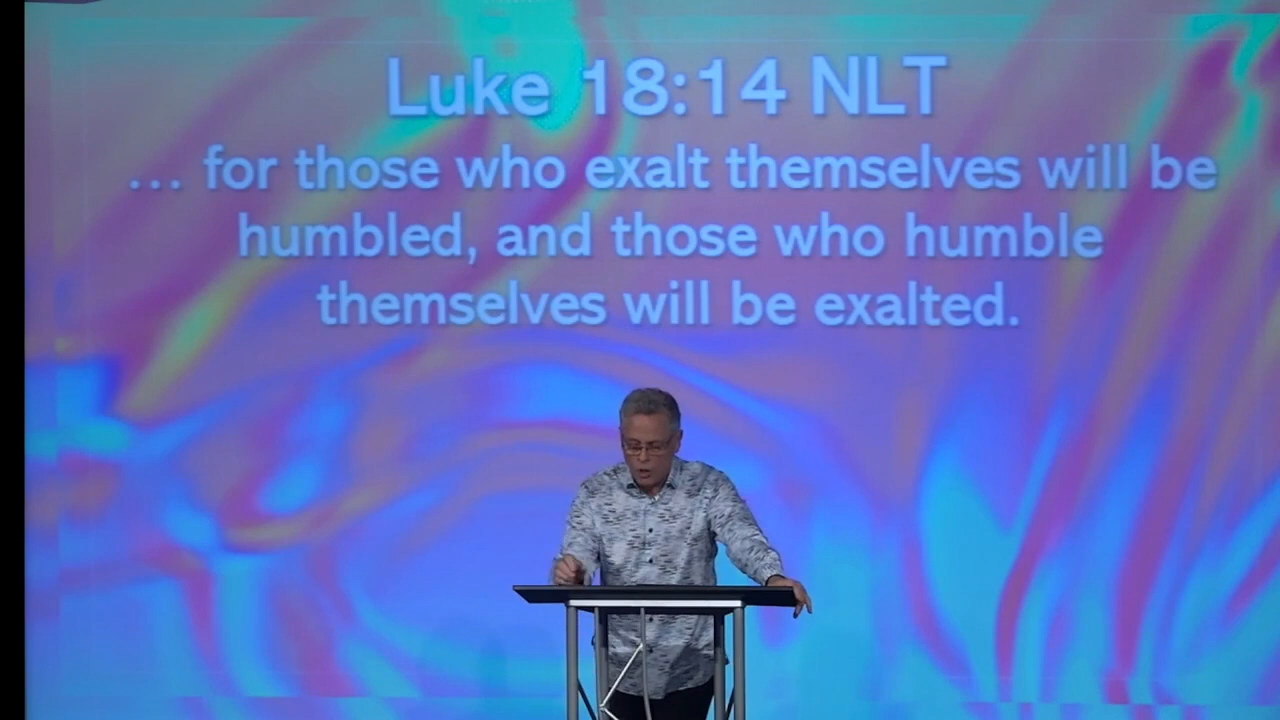 Luke 18:14 NLT
... for those who exalt themselves will be
humbled, and those who humble
themselves will be exalted.